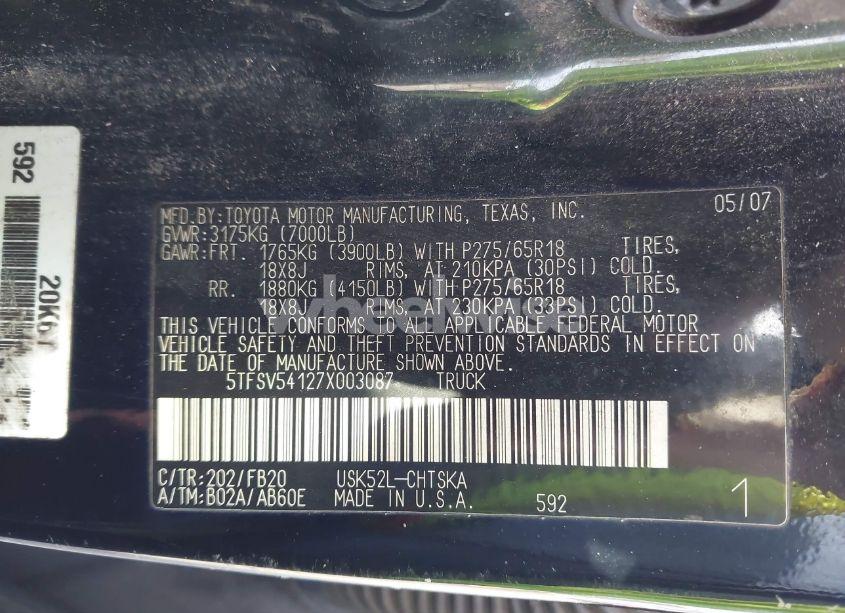 592
20K67
MFD.BY:TOYOTA MOTOR MANUFACTURING, TEXAS, INC. 05/07
GVWR:3175KG (7000LB)
GAWR:FRT. 1765KG (3900LB) WITH P275/65R18 TIRES,
18X8J RIMS, AT 210KPA (30PSI) COLD.
RR. 1880KG (4150LB) WITH P275/65R18 TIRES,
18X8J RIMS, AT 230KPA (33PSI) COLD.
THIS VEHICLE CONFORMS TO ALL APPLICABLE FEDERAL MOTOR
VEHICLE SAFETY AND THEFT PREVENTION STANDARDS IN EFFECT ON
THE DATE OF MANUFACTURE SHOWN ABOVE.
5TFSV54127X003087 TRUCK
C/TR:202/FB20 USK52L-CHTSKA
A/TM:B02A/AB60E MADE IN U.S.A. 592 1